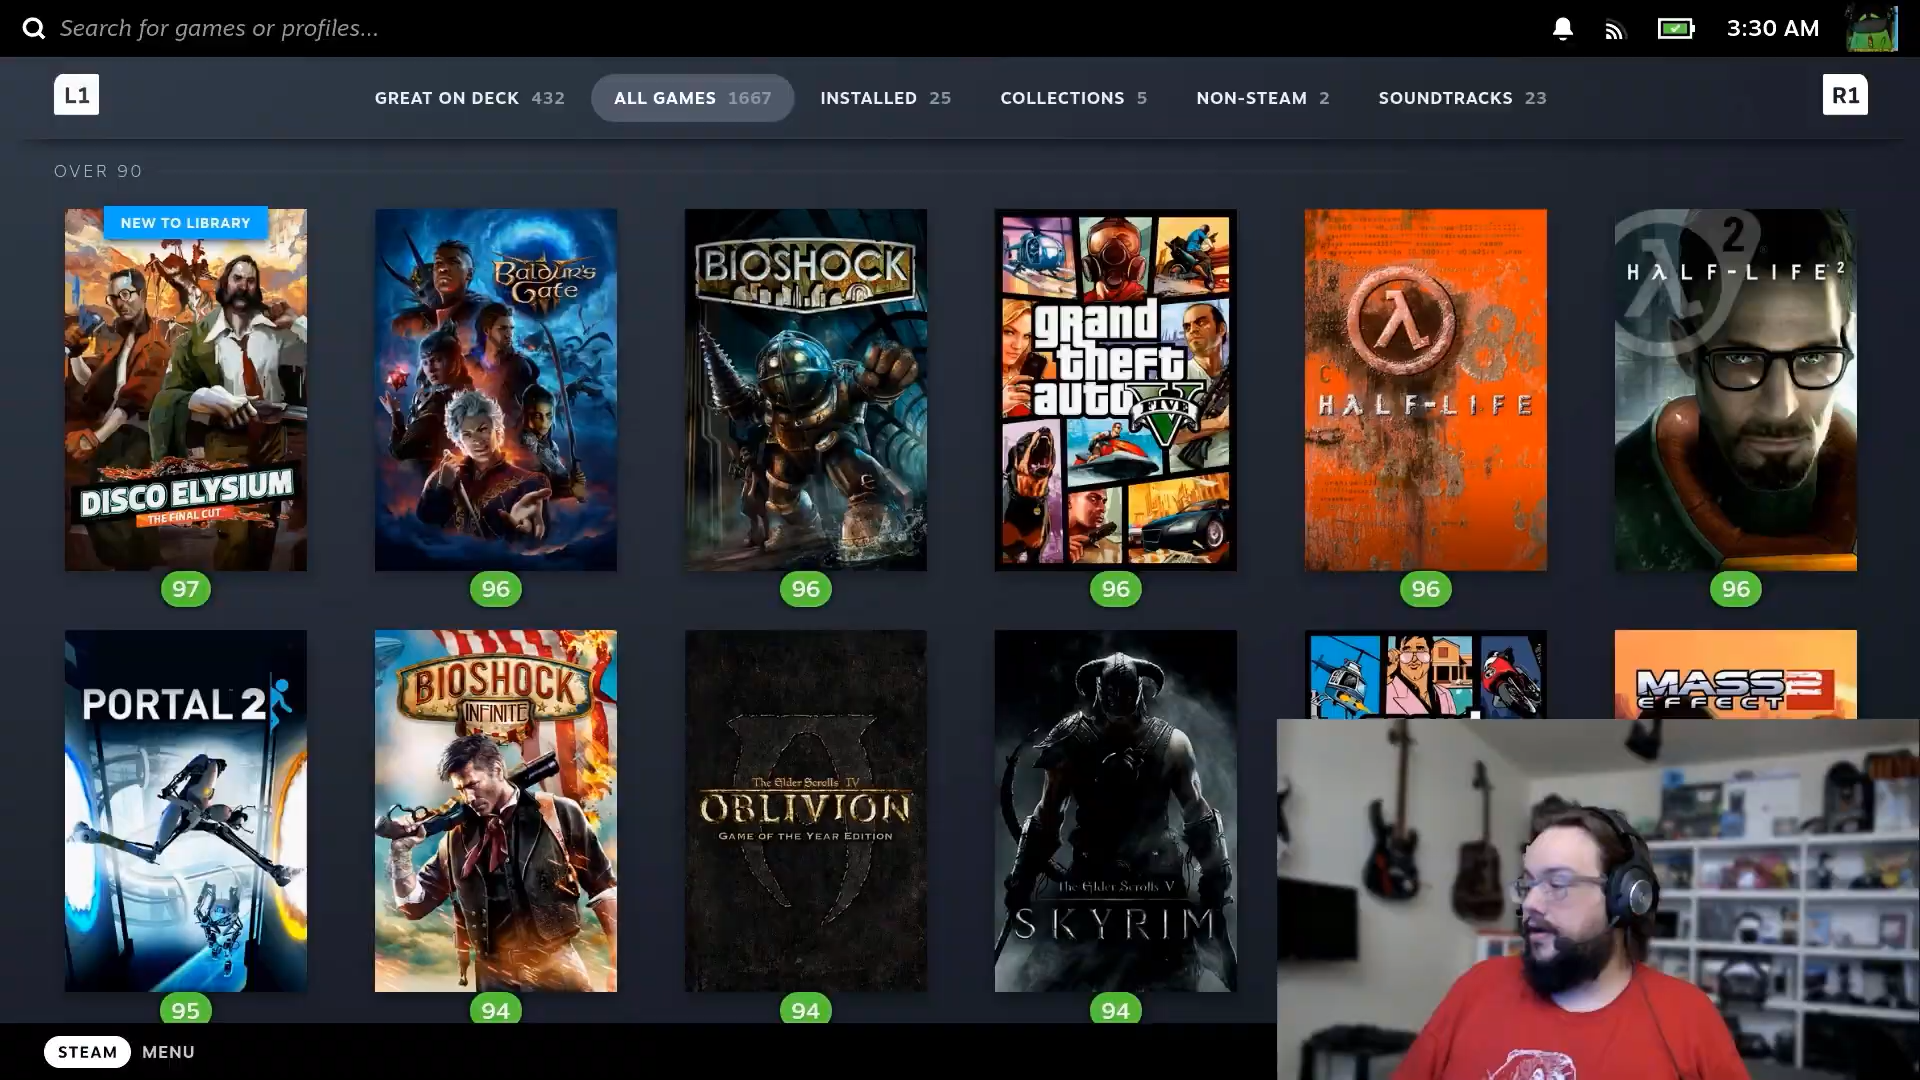 Search for games or profiles...
3:30 AM
L1
GREAT ON DECK 432
ALL GAMES 1667
INSTALLED 25
COLLECTIONS 5
NON-STEAM 2
SOUNDTRACKS 23
R1
OVER 90
NEW TO LIBRARY
DISCO ELYSIUM
THE FINAL CUT
97
Baldur's
Gate
96
BIOSHOCK
96
grand
theft
auto V
FIVE
96
HλLF-LIFE
96
2
HλLF-LIFE²
96
PORTAL 2
95
BIOSHOCK
INFINITE
94
The Elder Scrolls IV
OBLIVION
GAME OF THE YEAR EDITION
94
The Elder Scrolls V
SKYRIM
94
MASS 2
EFFECT
STEAM MENU